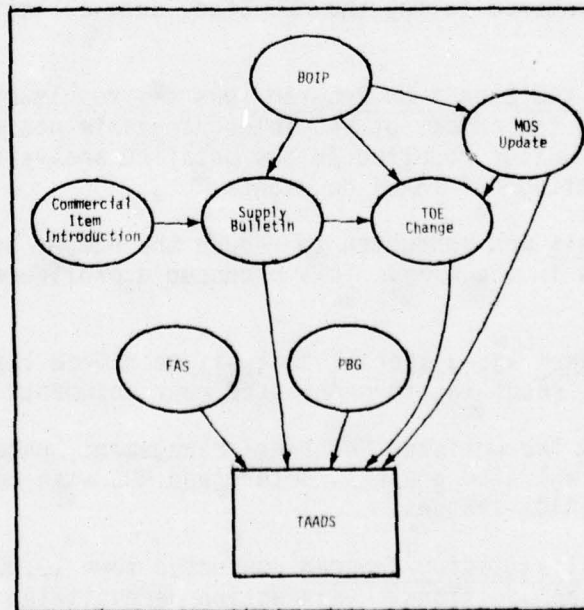 BOIP
MOS
Update
Commercial
Item
Introduction
Supply
Bulletin
TOE
Change
FAS
PBG
TAADS